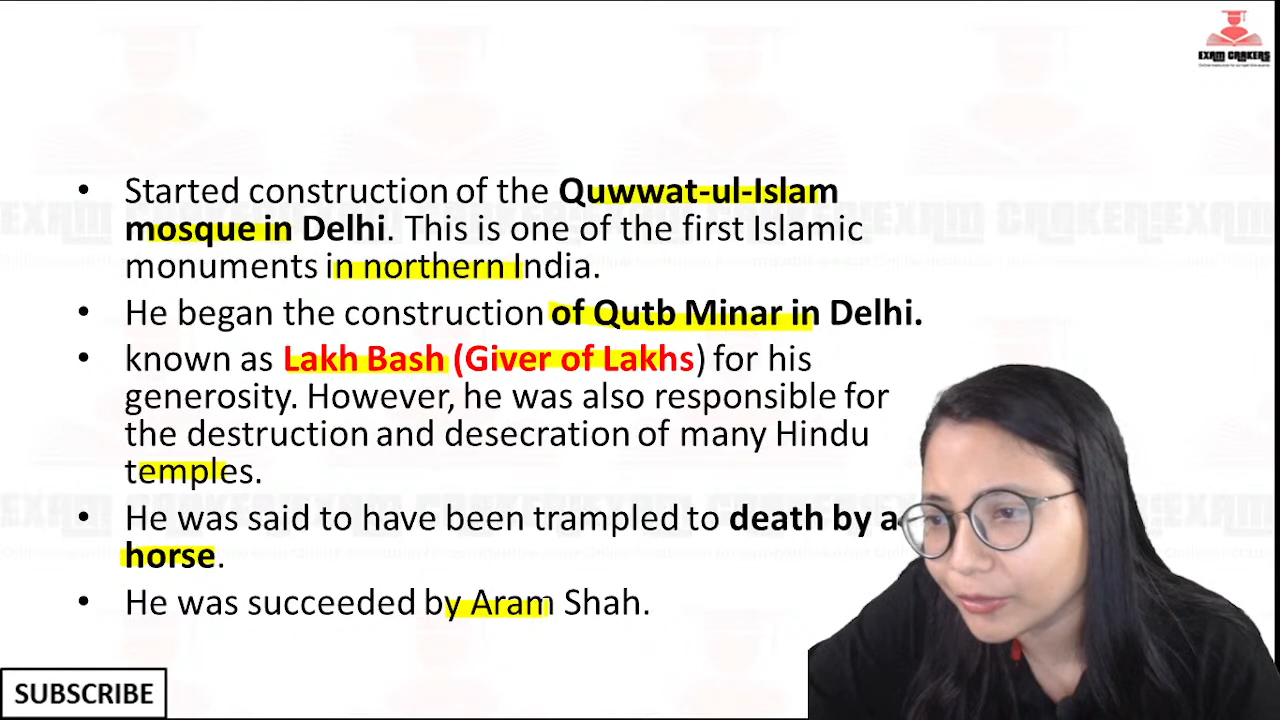 EXAM CRAKERS
• Started construction of the Quwwat-ul-Islam
mosque in Delhi. This is one of the first Islamic
monuments in northern India.
• He began the construction of Qutb Minar in Delhi.
• known as Lakh Bash (Giver of Lakhs) for his
generosity. However, he was also responsible for
the destruction and desecration of many Hindu
temples.
• He was said to have been trampled to death by a
horse.
• He was succeeded by Aram Shah.
SUBSCRIBE